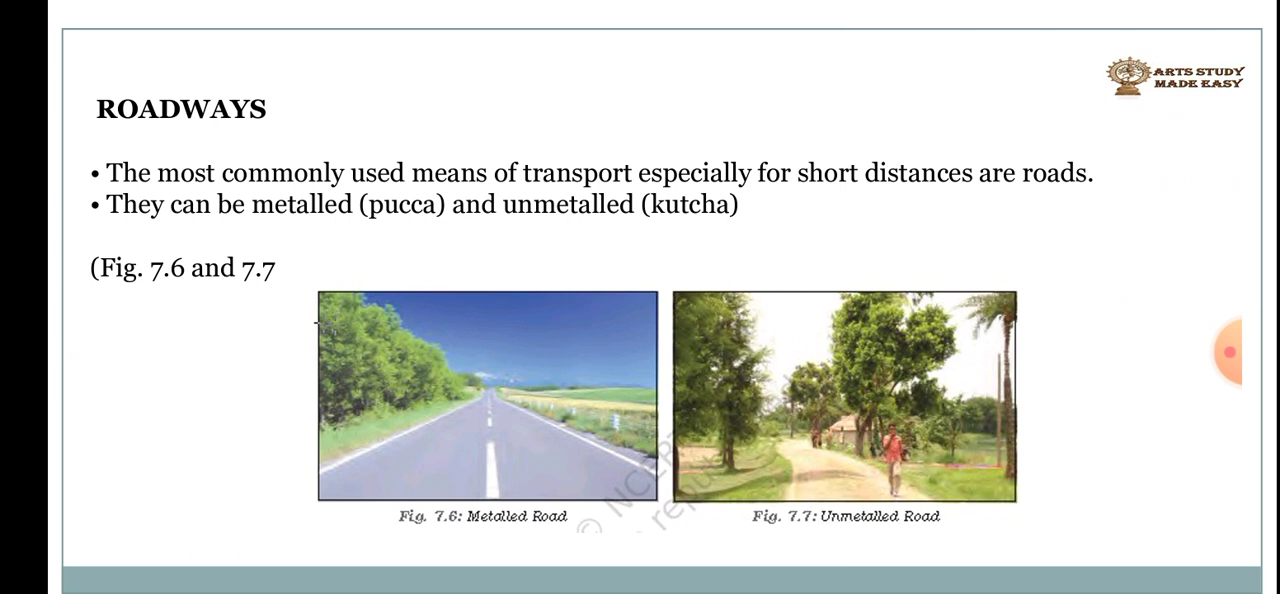 ARTS STUDY
MADE EASY
ROADWAYS
• The most commonly used means of transport especially for short distances are roads.
• They can be metalled (pucca) and unmetalled (kutcha)
(Fig. 7.6 and 7.7
© NCERT
Fig. 7.6: Metalled Road
Fig. 7.7: Unmetalled Road